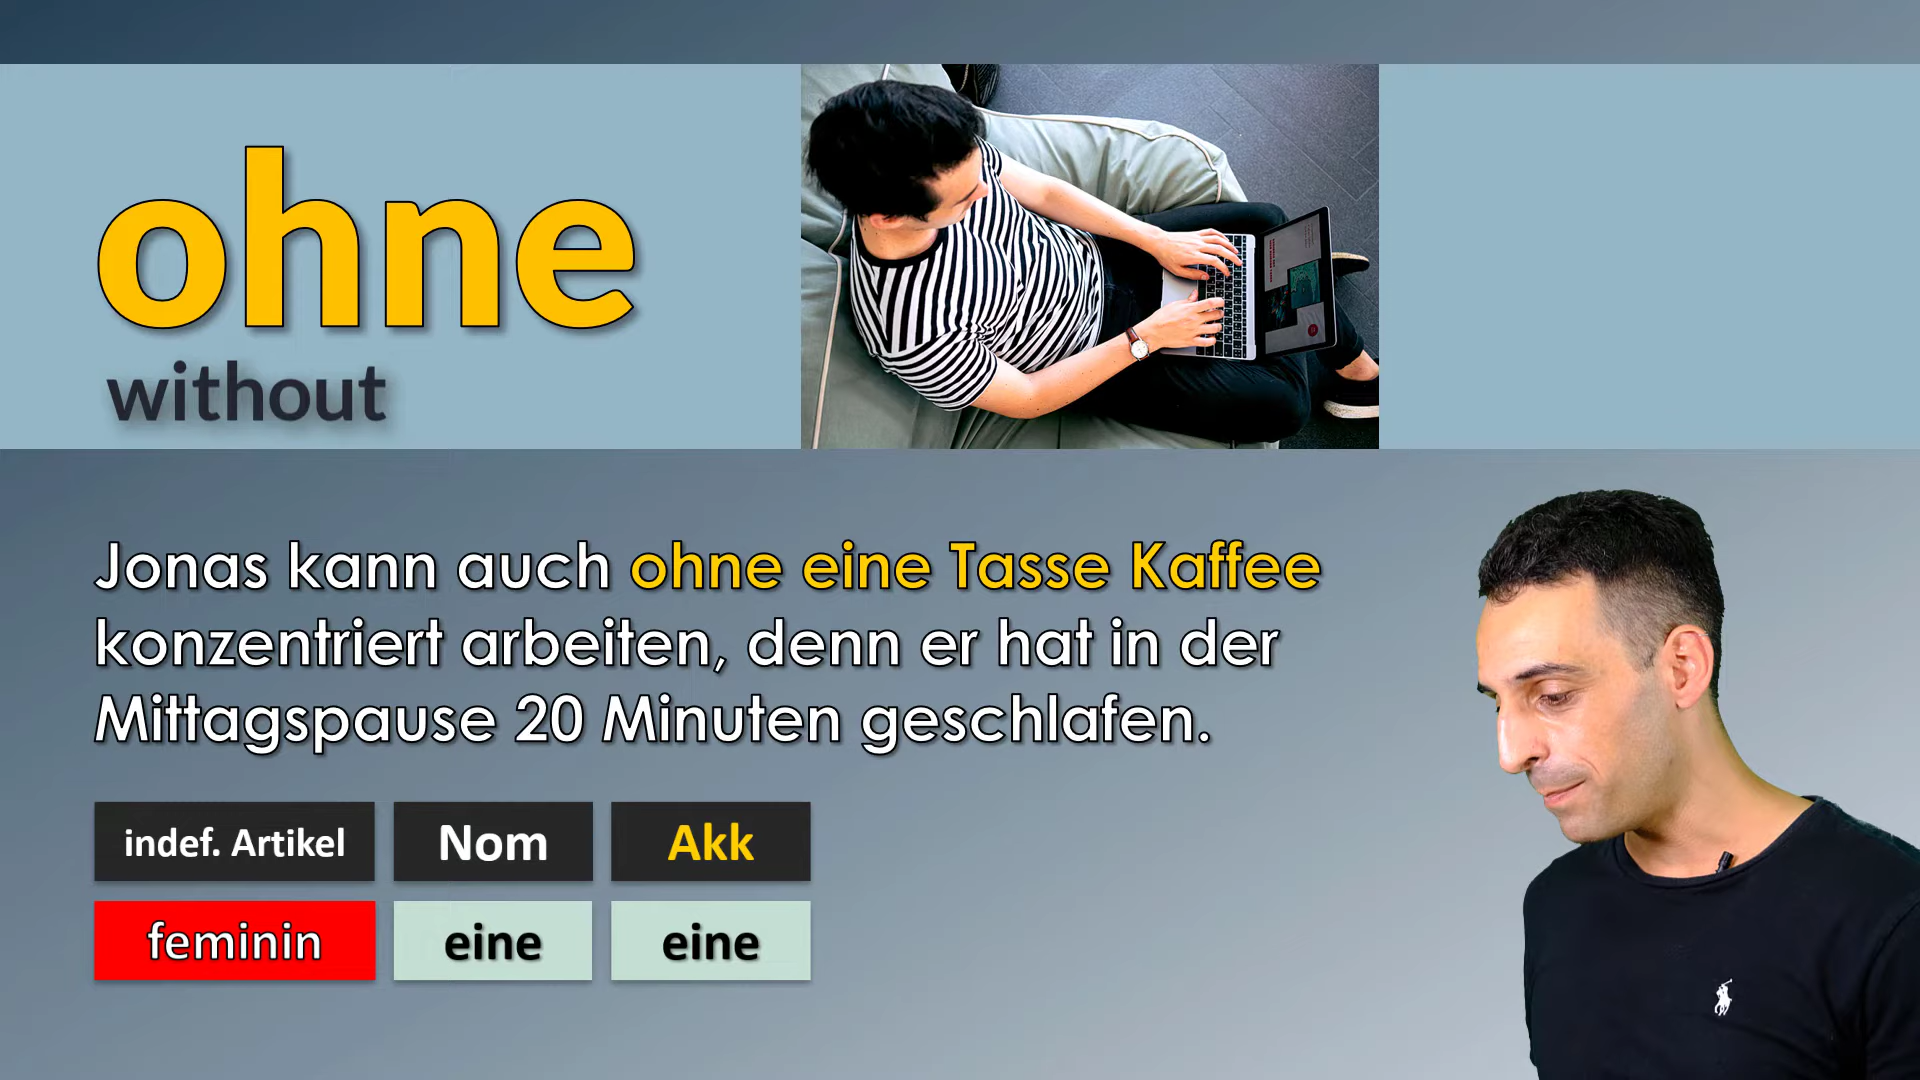 ohne
without
Jonas kann auch ohne eine Tasse Kaffee
konzentriert arbeiten, denn er hat in der
Mittagspause 20 Minuten geschlafen.
indef. Artikel Nom Akk
feminin eine eine